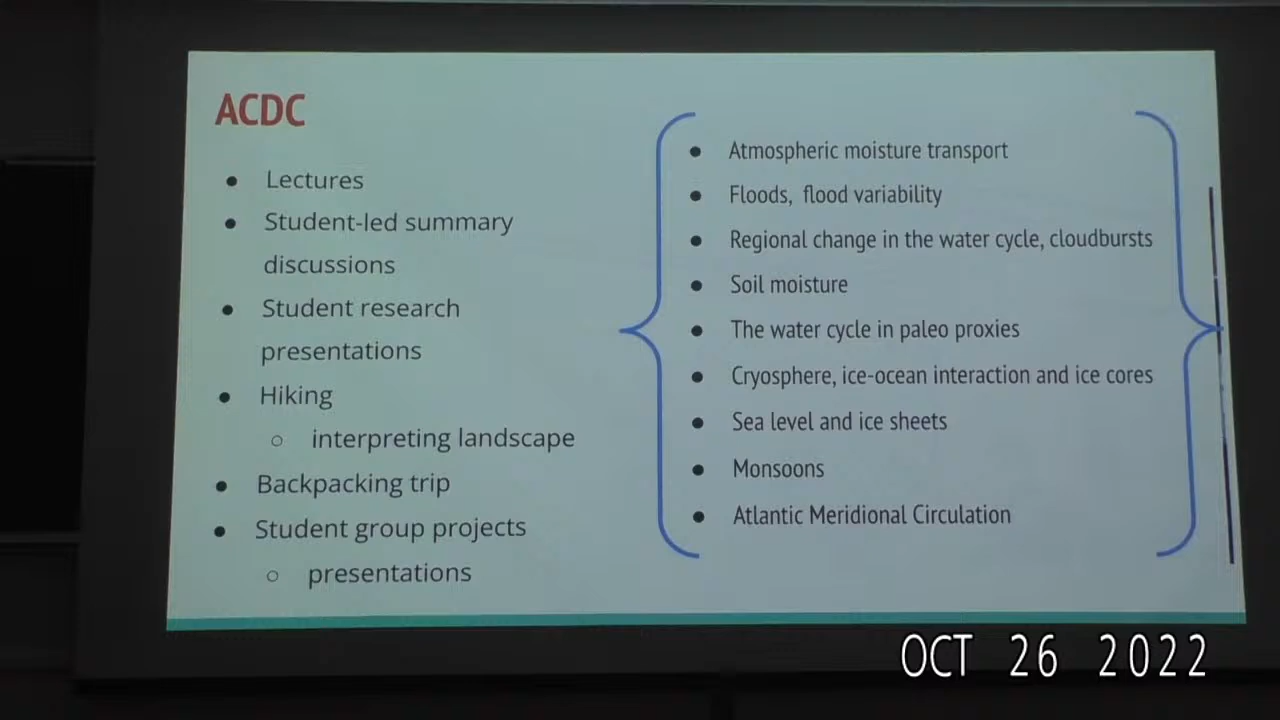 ACDC
● Lectures
● Student-led summary
discussions
● Student research
presentations
● Hiking
○ interpreting landscape
● Backpacking trip
● Student group projects
○ presentations
● Atmospheric moisture transport
● Floods, flood variability
● Regional change in the water cycle, cloudbursts
● Soil moisture
● The water cycle in paleo proxies
● Cryosphere, ice-ocean interaction and ice cores
● Sea level and ice sheets
● Monsoons
● Atlantic Meridional Circulation
OCT 26 2022